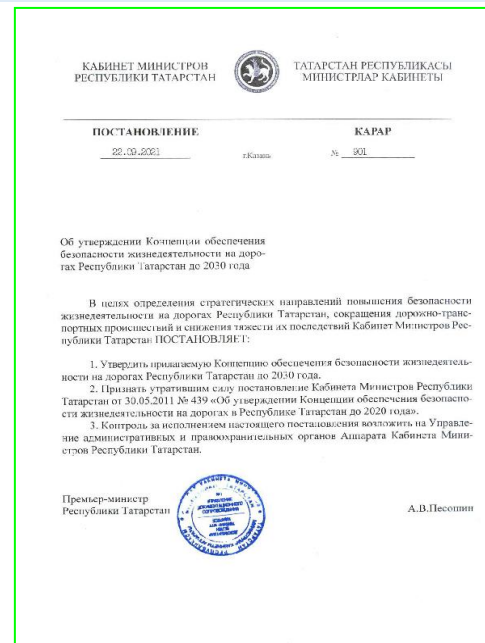 КАБИНЕТ МИНИСТРОВ
РЕСПУБЛИКИ ТАТАРСТАН
ТАТАРСТАН РЕСПУБЛИКАСЫ
МИНИСТРЛАР КАБИНЕТЫ
ПОСТАНОВЛЕНИЕ
КАРАР
22.09.2021
г.Казань
№ 901
Об утверждении Концепции обеспечения
безопасности жизнедеятельности на доро-
гах Республики Татарстан до 2030 года
В целях определения стратегических направлений повышения безопасности
жизнедеятельности на дорогах Республики Татарстан, сокращения дорожно-транс-
портных происшествий и снижения тяжести их последствий Кабинет Министров Рес-
публики Татарстан ПОСТАНОВЛЯЕТ:
1. Утвердить прилагаемую Концепцию обеспечения безопасности жизнедеятель-
ности на дорогах Республики Татарстан до 2030 года.
2. Признать утратившим силу постановление Кабинета Министров Республики
Татарстан от 30.05.2011 № 439 «Об утверждении Концепции обеспечения безопасно-
сти жизнедеятельности на дорогах в Республике Татарстан до 2020 года».
3. Контроль за исполнением настоящего постановления возложить на Управле-
ние административных и правоохранительных органов Аппарата Кабинета Мини-
стров Республики Татарстан.
Премьер-министр
Республики Татарстан
А.В.Песошин